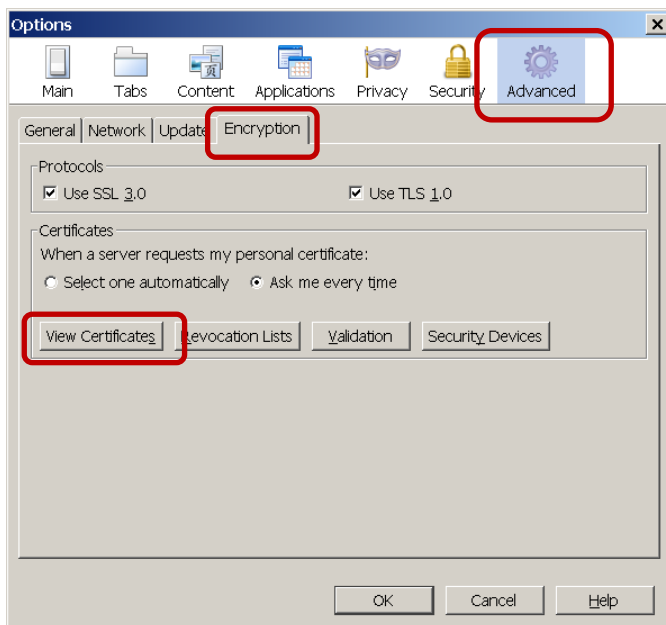 Options
Main Tabs Content Applications Privacy Security Advanced
General Network Update Encryption
Protocols
Use SSL 3.0 Use TLS 1.0
Certificates
When a server requests my personal certificate:
Select one automatically Ask me every time
View Certificates Revocation Lists Validation Security Devices
OK Cancel Help